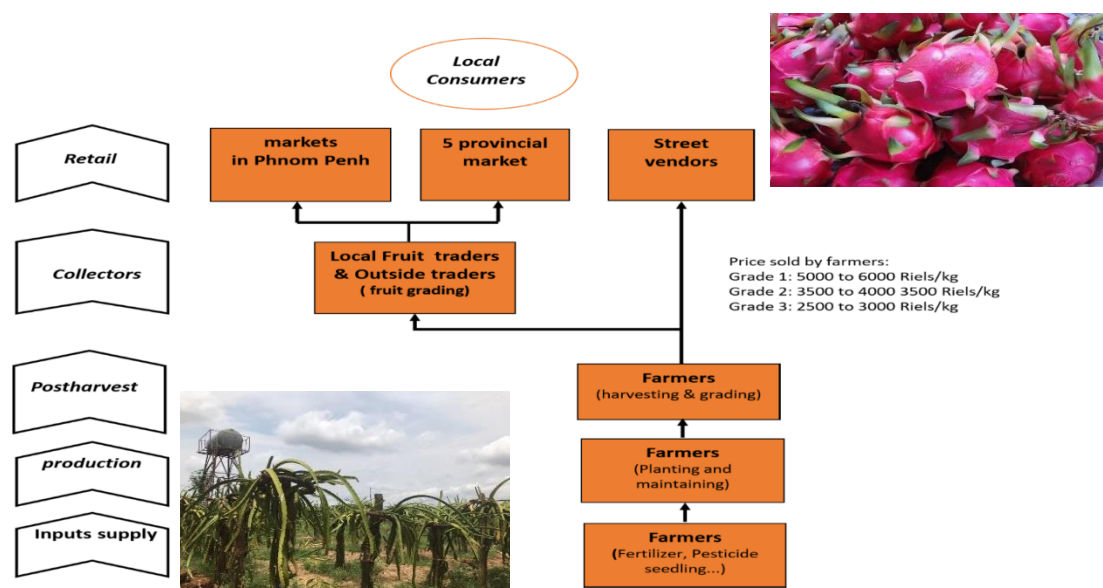 Local
Consumers
Retail
markets
in Phnom Penh
5 provincial
market
Street
vendors
Collectors
Local Fruit traders
& Outside traders
( fruit grading)
Price sold by farmers:
Grade 1: 5000 to 6000 Riels/kg
Grade 2: 3500 to 4000 3500 Riels/kg
Grade 3: 2500 to 3000 Riels/kg
Postharvest
Farmers
(harvesting & grading)
production
Farmers
(Planting and
maintaining)
Inputs supply
Farmers
(Fertilizer, Pesticide
seedling...)